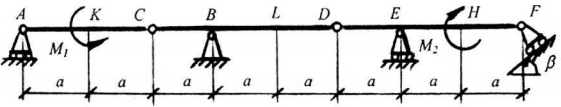 A K C B L D E H F
M₁ M₂ β
a a a a a a a a